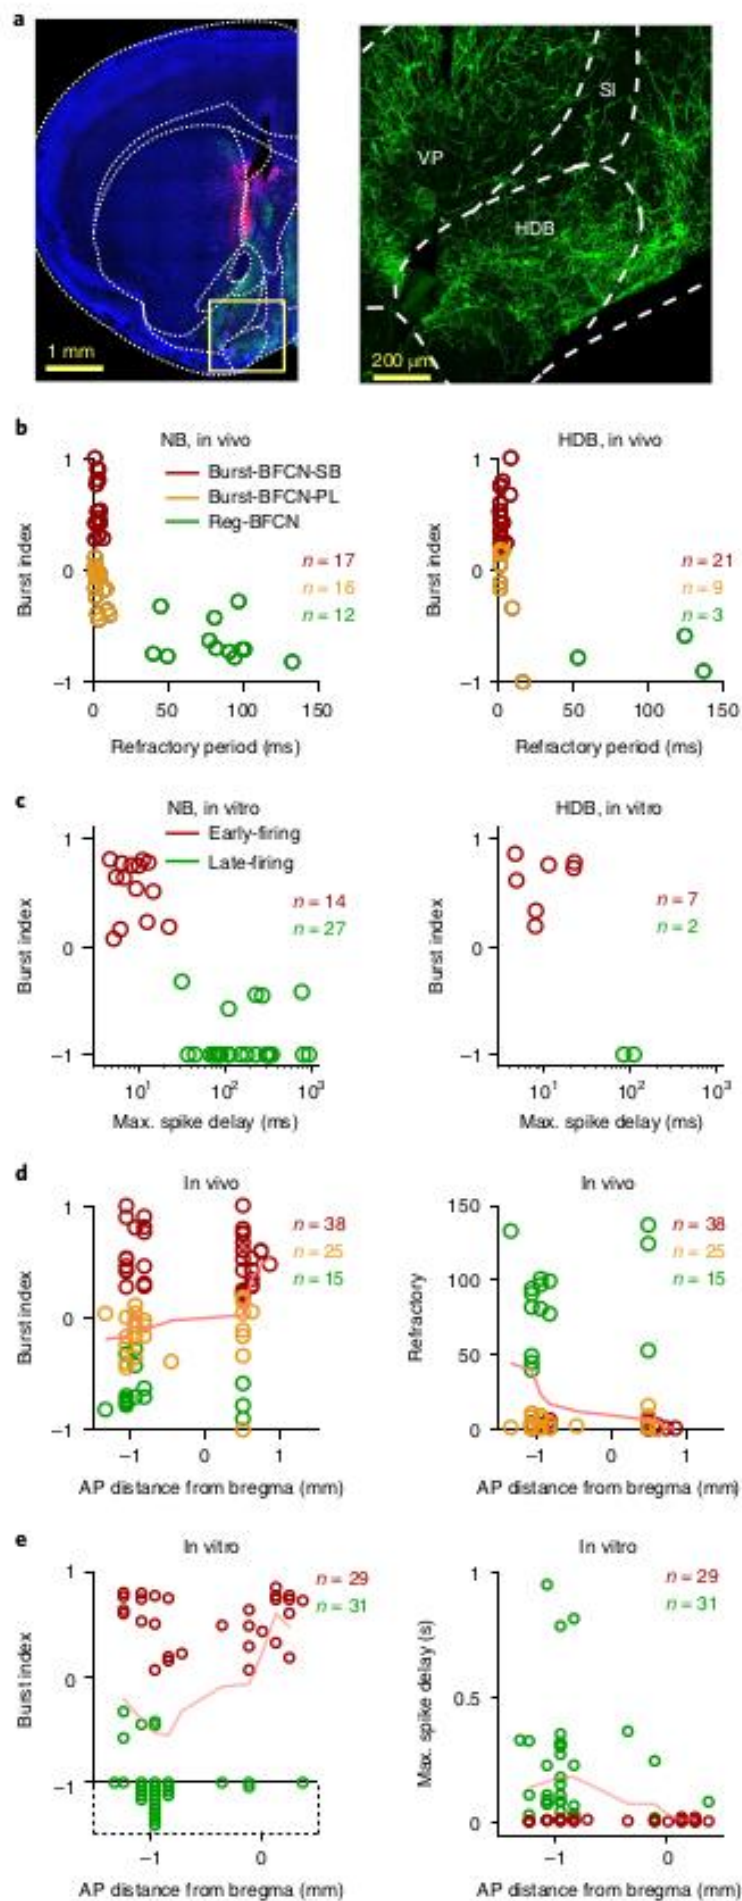 a
SI
VP
HDB
1 mm
200 µm
b
NB, in vivo
HDB, in vivo
Burst-BFCN-SB
Burst-BFCN-PL
Reg-BFCN
n = 17
n = 16
n = 12
n = 21
n = 9
n = 3
Burst index
1
0
−1
Burst index
1
0
−1
0 50 100 150
0 50 100 150
Refractory period (ms)
Refractory period (ms)
c
NB, in vitro
HDB, in vitro
Early-firing
Late-firing
n = 14
n = 27
n = 7
n = 2
Burst index
1
0
−1
Burst index
1
0
−1
10¹ 10² 10³
10¹ 10² 10³
Max. spike delay (ms)
Max. spike delay (ms)
d
In vivo
In vivo
n = 38
n = 25
n = 15
n = 38
n = 25
n = 15
Burst index
1
0
−1
Refractory
150
100
50
0
−1 0 1
−1 0 1
AP distance from bregma (mm)
AP distance from bregma (mm)
e
In vitro
In vitro
n = 29
n = 31
n = 29
n = 31
Burst index
1
0
−1
Max. spike delay (s)
1
0.5
0
−1 0
−1 0
AP distance from bregma (mm)
AP distance from bregma (mm)